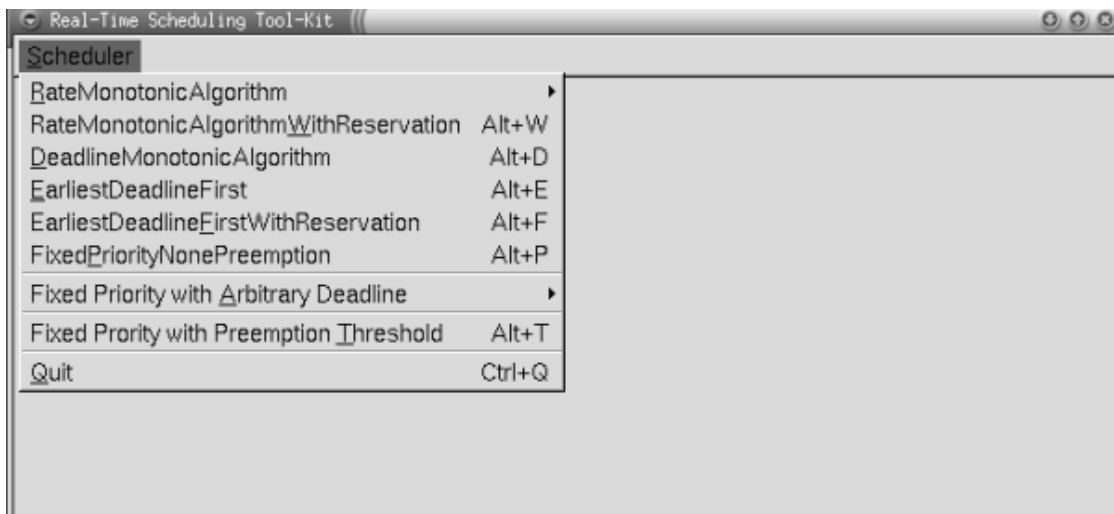 Real-Time Scheduling Tool-Kit
Scheduler
RateMonotonicAlgorithm
RateMonotonicAlgorithmWithReservation Alt+W
DeadlineMonotonicAlgorithm Alt+D
EarliestDeadlineFirst Alt+E
EarliestDeadlineFirstWithReservation Alt+F
FixedPriorityNonePreemption Alt+P
Fixed Priority with Arbitrary Deadline
Fixed Prority with Preemption Threshold Alt+T
Quit Ctrl+Q